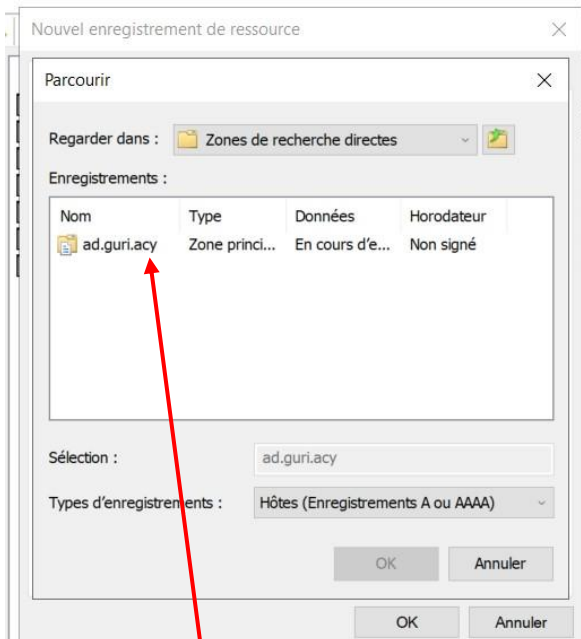 Nouvel enregistrement de ressource
Parcourir
Regarder dans : Zones de recherche directes
Enregistrements :
Nom Type Données Horodateur
ad.guri.acy Zone princi... En cours d'e... Non signé
Sélection : ad.guri.acy
Types d'enregistrements : Hôtes (Enregistrements A ou AAAA)
OK Annuler
OK Annuler